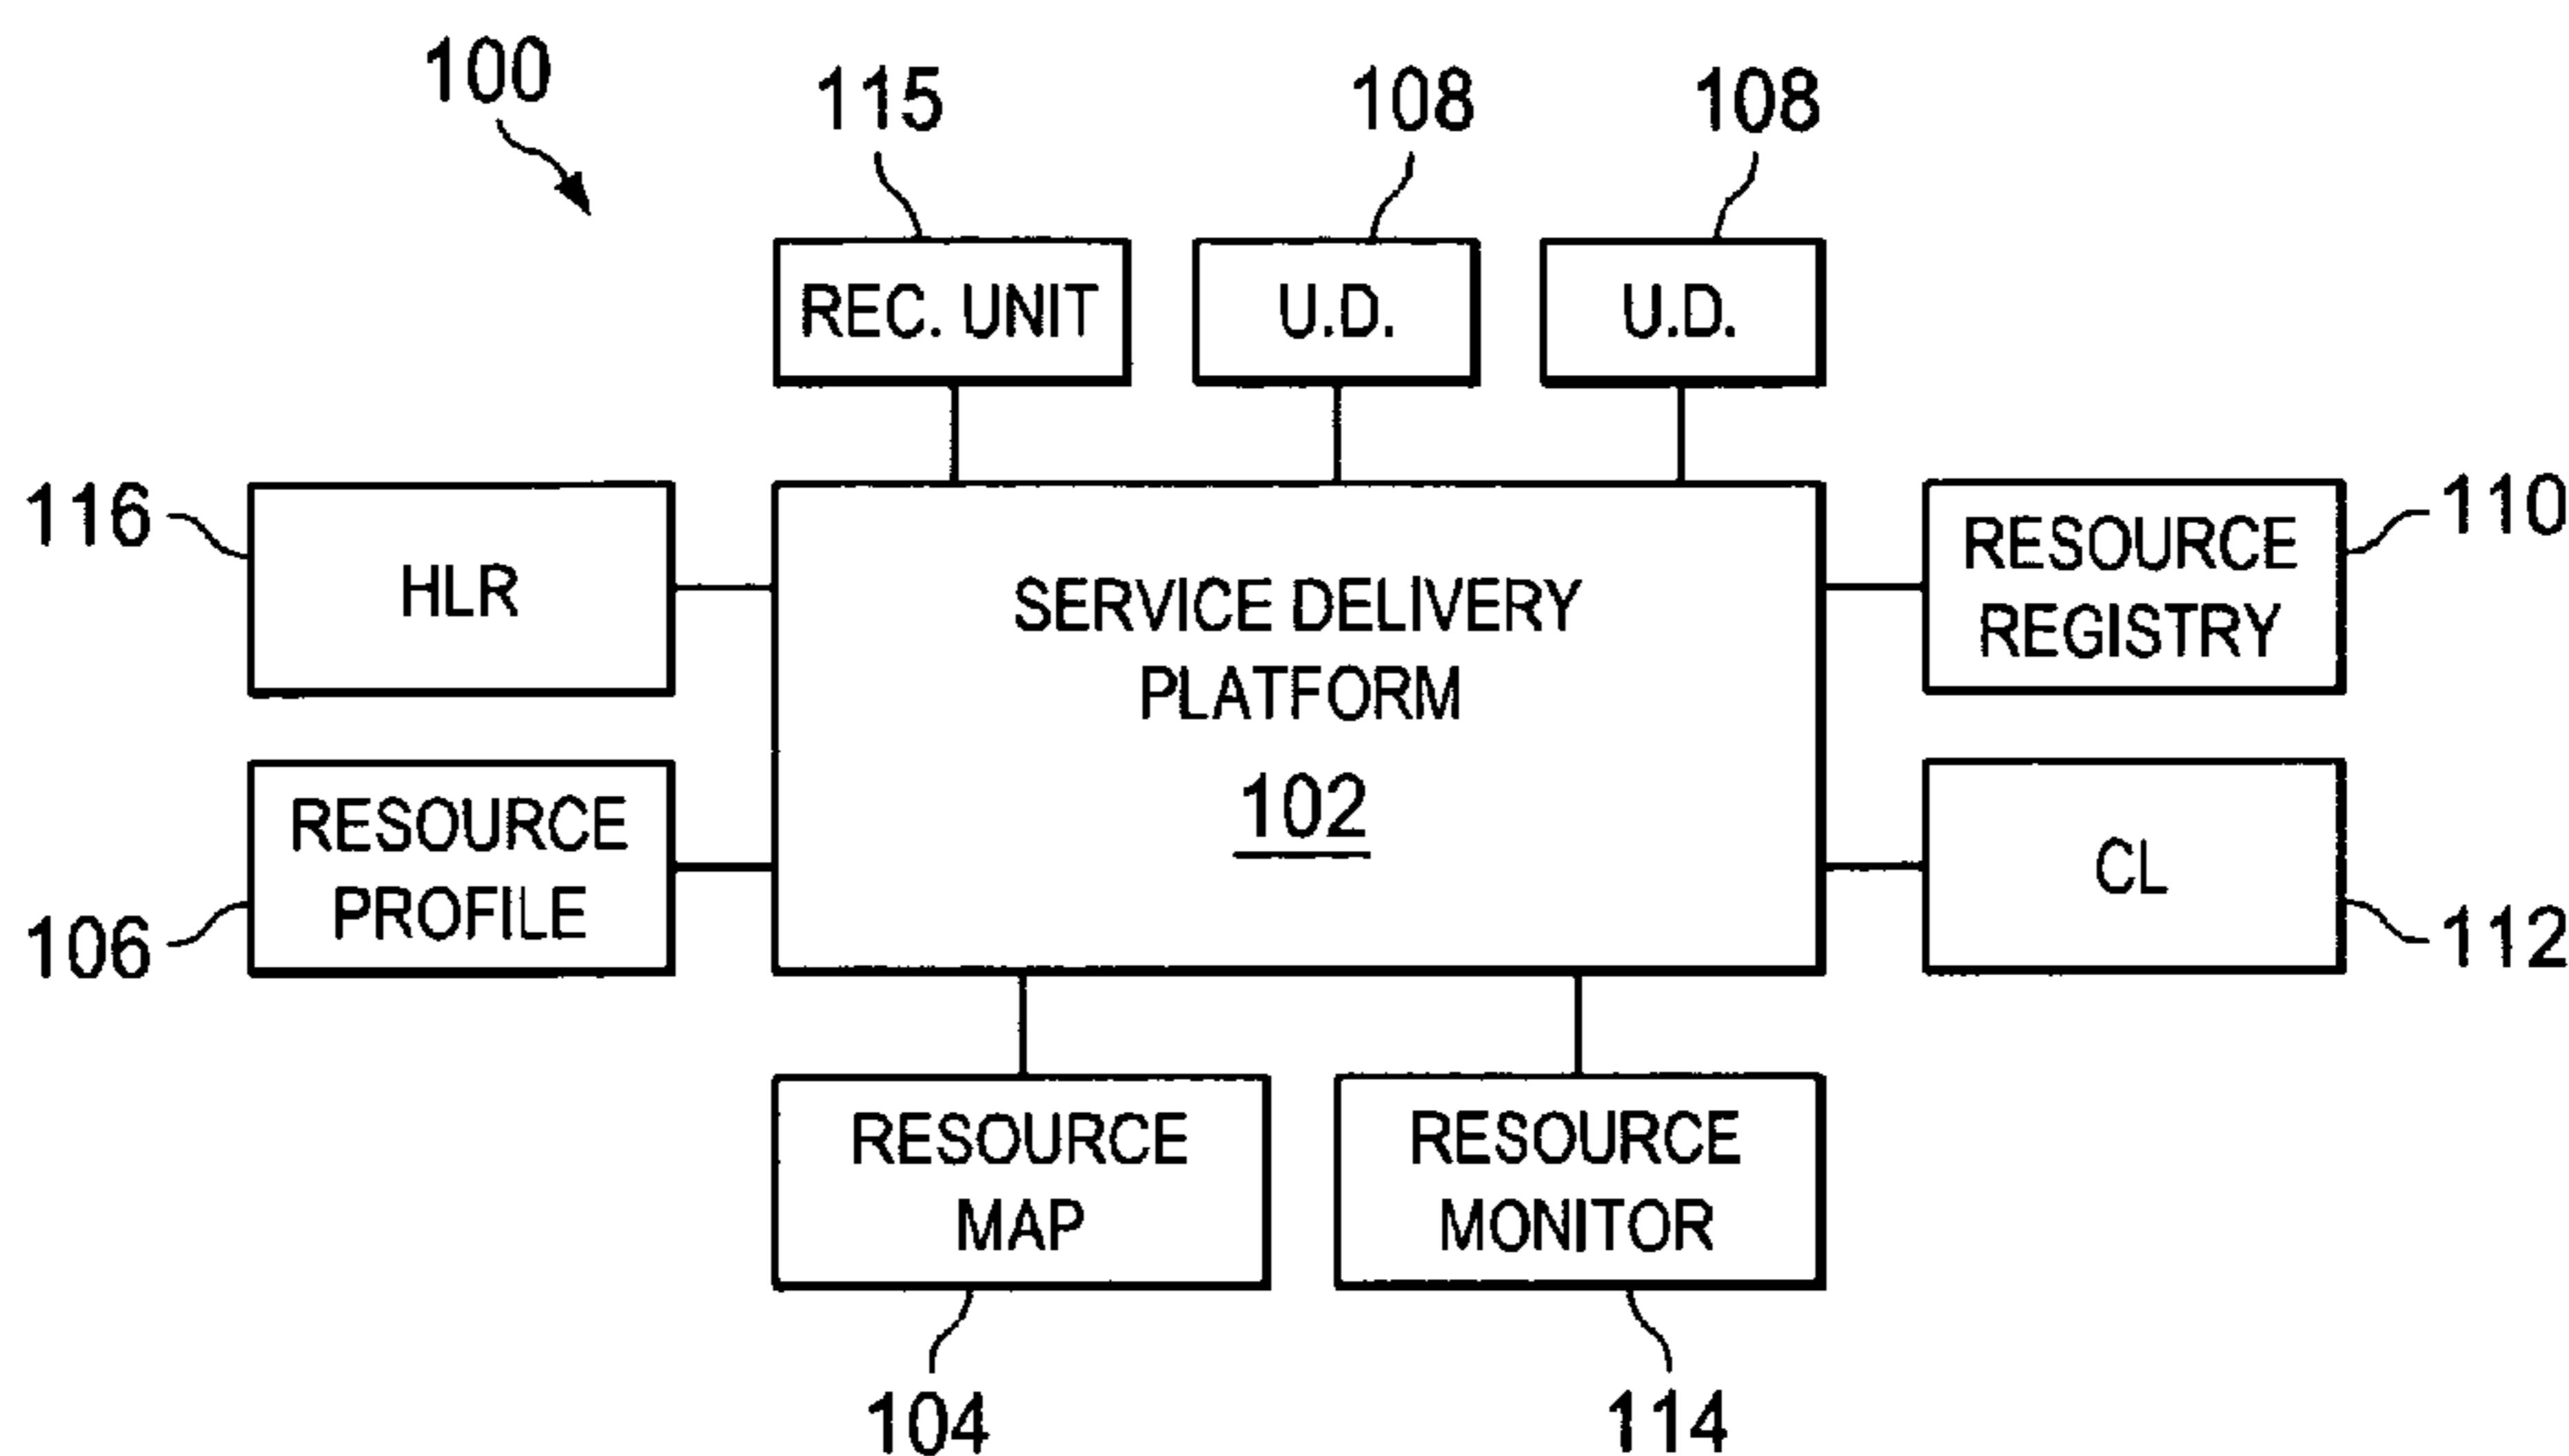 100
115
108
108
REC. UNIT
U.D.
U.D.
116
HLR
SERVICE DELIVERY
PLATFORM
102
RESOURCE
REGISTRY
110
RESOURCE
PROFILE
106
CL
112
RESOURCE
MAP
RESOURCE
MONITOR
104
114